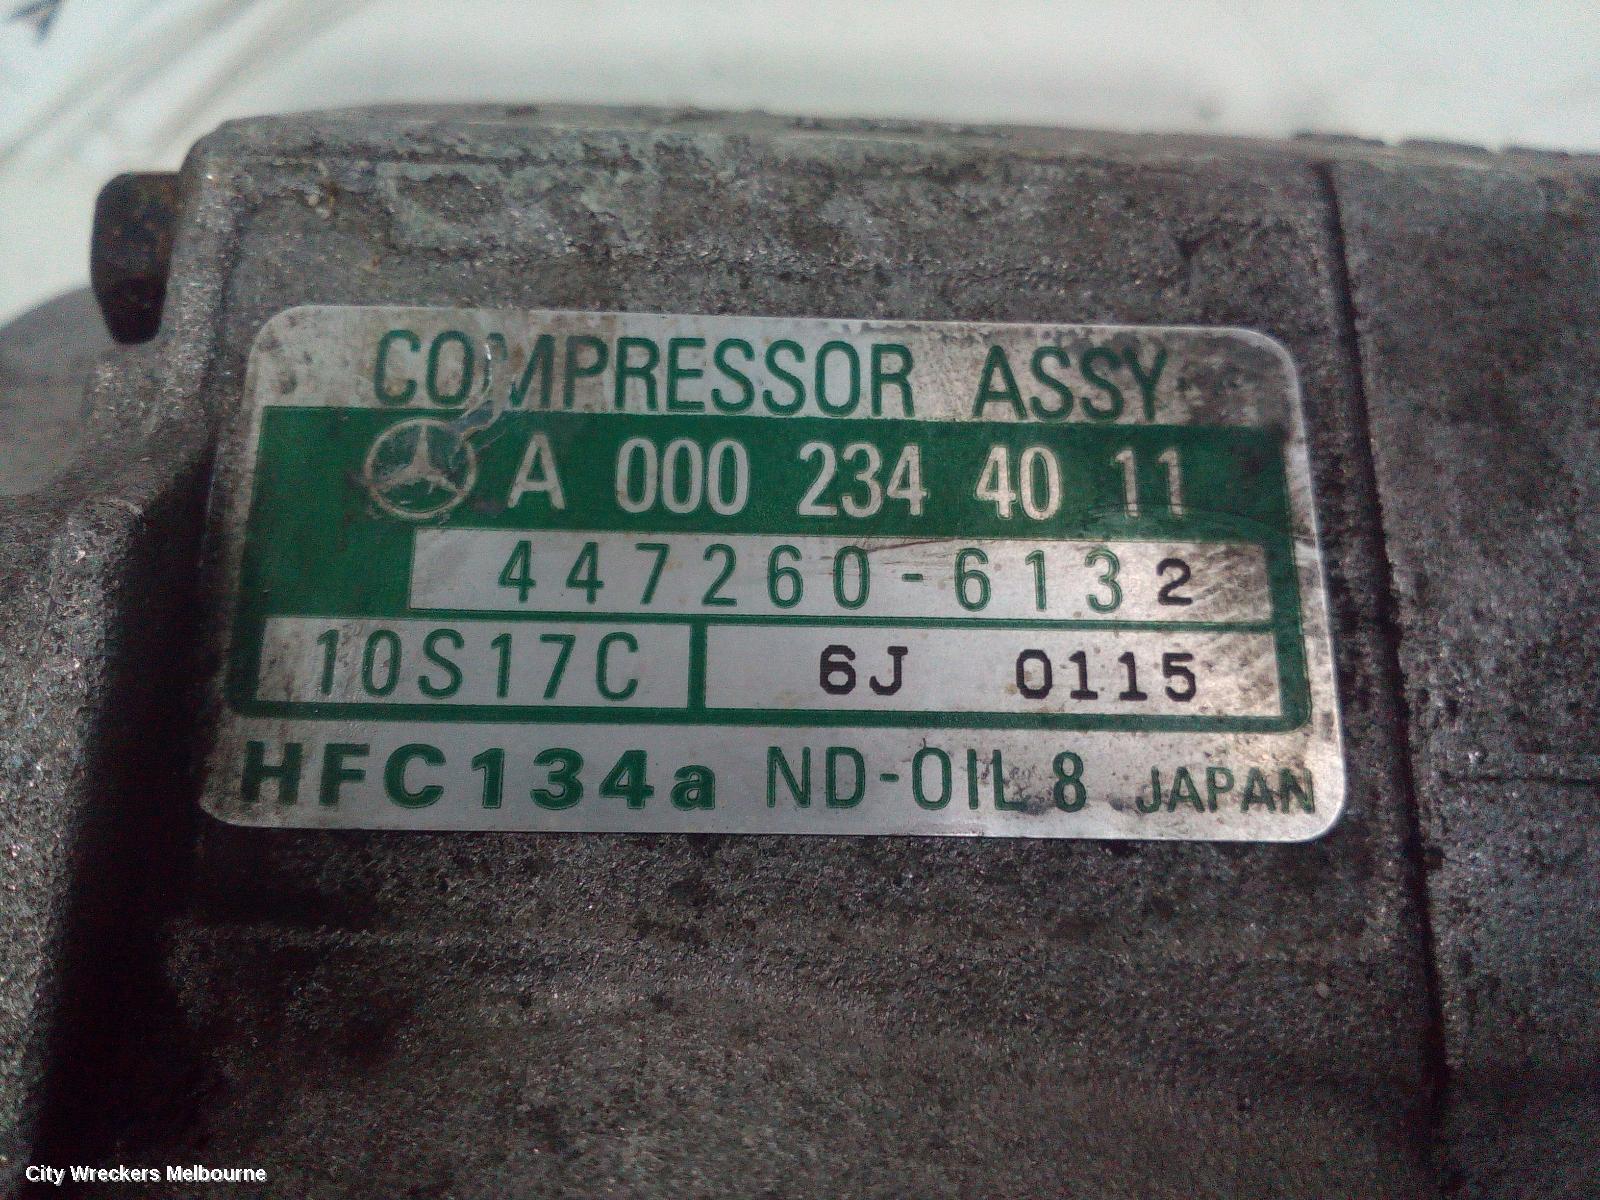 COMPRESSOR ASSY
A 000 234 40 11
447260-6132
10S17C 6J 0115
HFC134a ND-OIL 8 JAPAN
City Wreckers Melbourne